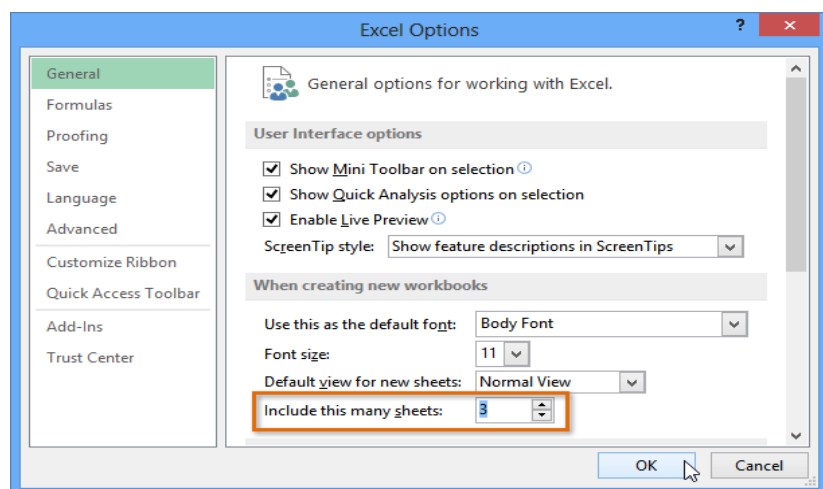 Excel Options
?
General
Formulas
Proofing
Save
Language
Advanced
Customize Ribbon
Quick Access Toolbar
Add-Ins
Trust Center
General options for working with Excel.
User Interface options
Show Mini Toolbar on selection
Show Quick Analysis options on selection
Enable Live Preview
ScreenTip style: Show feature descriptions in ScreenTips
When creating new workbooks
Use this as the default font: Body Font
Font size: 11
Default view for new sheets: Normal View
Include this many sheets: 3
OK Cancel